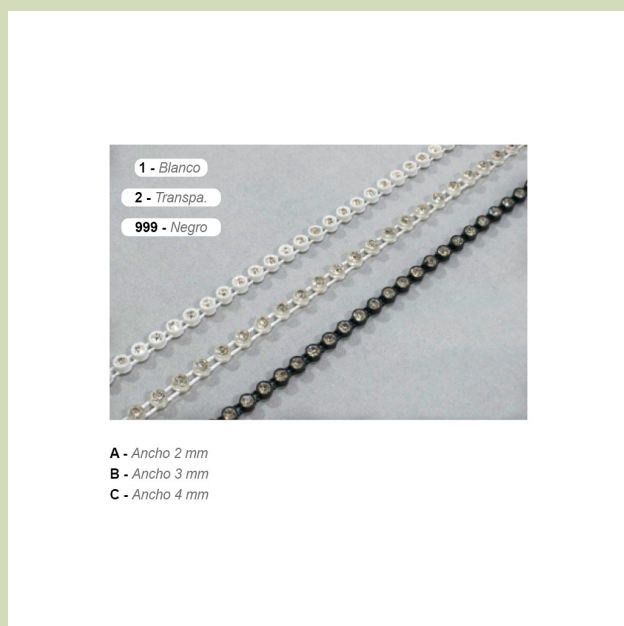 1 - Blanco
2 - Transpa.
999 - Negro
A - Ancho 2 mm
B - Ancho 3 mm
C - Ancho 4 mm